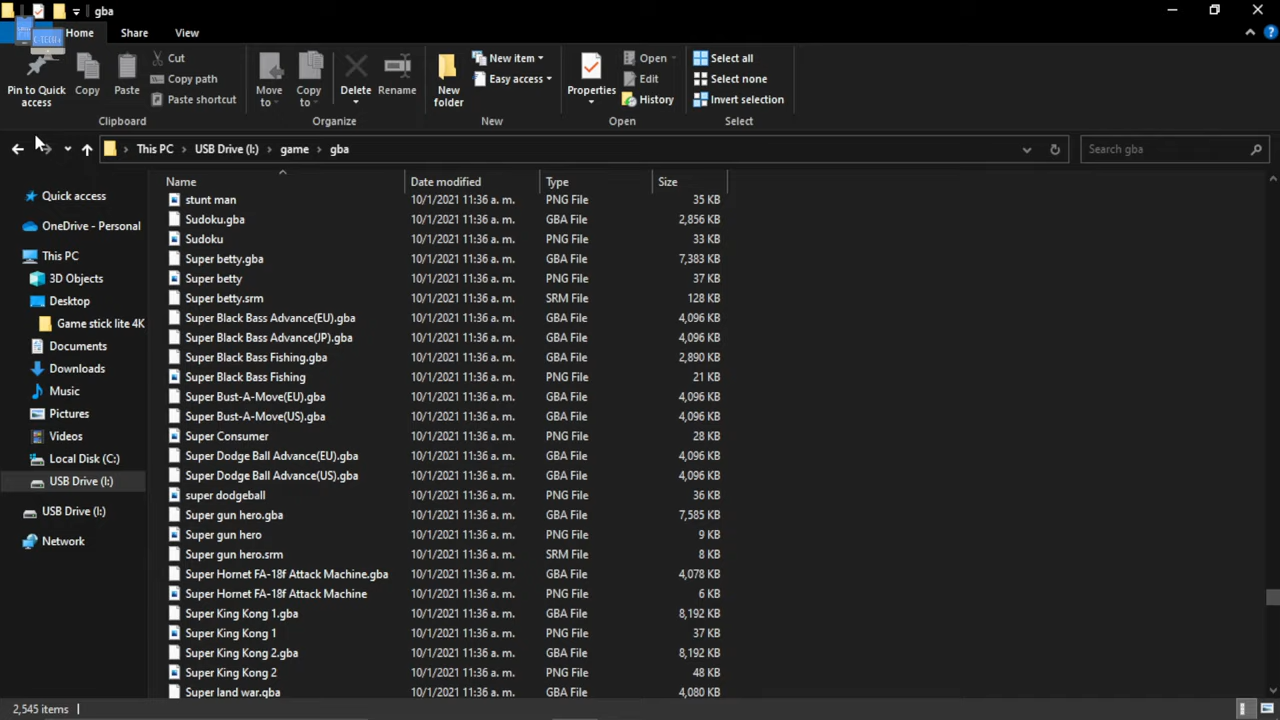 gba
Home Share View
Pin to Quick access
Copy
Paste
Cut
Copy path
Paste shortcut
Move to
Copy to
Delete
Rename
New folder
New item
Easy access
Properties
Open
Edit
History
Select all
Select none
Invert selection
Clipboard Organize New Open Select
This PC USB Drive (I:) game gba
Search gba
Quick access
OneDrive - Personal
This PC
3D Objects
Desktop
Game stick lite 4K
Documents
Downloads
Music
Pictures
Videos
Local Disk (C:)
USB Drive (I:)
USB Drive (I:)
Network
Name Date modified Type Size
stunt man 10/1/2021 11:36 a. m. PNG File 35 KB
Sudoku.gba 10/1/2021 11:36 a. m. GBA File 2,856 KB
Sudoku 10/1/2021 11:36 a. m. PNG File 33 KB
Super betty.gba 10/1/2021 11:36 a. m. GBA File 7,383 KB
Super betty 10/1/2021 11:36 a. m. PNG File 37 KB
Super betty.srm 10/1/2021 11:36 a. m. SRM File 128 KB
Super Black Bass Advance(EU).gba 10/1/2021 11:36 a. m. GBA File 4,096 KB
Super Black Bass Advance(JP).gba 10/1/2021 11:36 a. m. GBA File 4,096 KB
Super Black Bass Fishing.gba 10/1/2021 11:36 a. m. GBA File 2,890 KB
Super Black Bass Fishing 10/1/2021 11:36 a. m. PNG File 21 KB
Super Bust-A-Move(EU).gba 10/1/2021 11:36 a. m. GBA File 4,096 KB
Super Bust-A-Move(US).gba 10/1/2021 11:36 a. m. GBA File 4,096 KB
Super Consumer 10/1/2021 11:36 a. m. PNG File 28 KB
Super Dodge Ball Advance(EU).gba 10/1/2021 11:36 a. m. GBA File 4,096 KB
Super Dodge Ball Advance(US).gba 10/1/2021 11:36 a. m. GBA File 4,096 KB
super dodgeball 10/1/2021 11:36 a. m. PNG File 36 KB
Super gun hero.gba 10/1/2021 11:36 a. m. GBA File 7,585 KB
Super gun hero 10/1/2021 11:36 a. m. PNG File 9 KB
Super gun hero.srm 10/1/2021 11:36 a. m. SRM File 8 KB
Super Hornet FA-18f Attack Machine.gba 10/1/2021 11:36 a. m. GBA File 4,078 KB
Super Hornet FA-18f Attack Machine 10/1/2021 11:36 a. m. PNG File 6 KB
Super King Kong 1.gba 10/1/2021 11:36 a. m. GBA File 8,192 KB
Super King Kong 1 10/1/2021 11:36 a. m. PNG File 37 KB
Super King Kong 2.gba 10/1/2021 11:36 a. m. GBA File 8,192 KB
Super King Kong 2 10/1/2021 11:36 a. m. PNG File 48 KB
Super land war.gba 10/1/2021 11:36 a. m. GBA File 4,080 KB
2,545 items